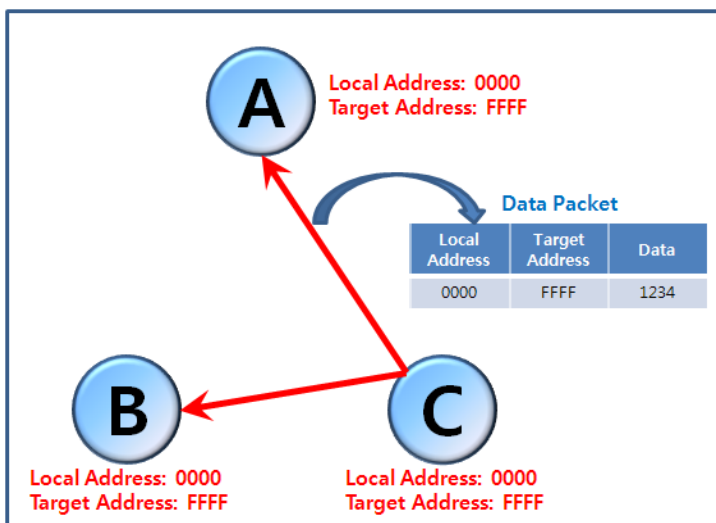 A
Local Address: 0000
Target Address: FFFF
Data Packet
Local Address
Target Address
Data
0000
FFFF
1234
B
Local Address: 0000
Target Address: FFFF
C
Local Address: 0000
Target Address: FFFF